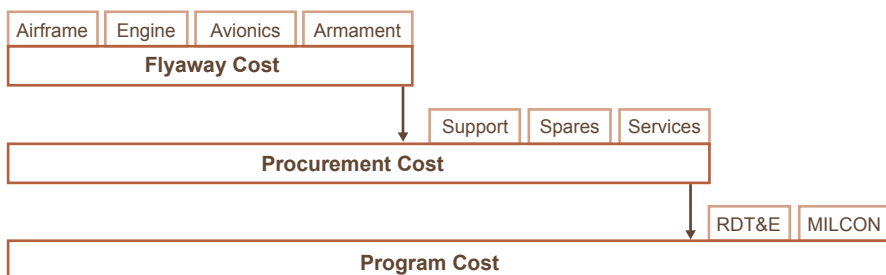 Airframe Engine Avionics Armament
Flyaway Cost
Support Spares Services
Procurement Cost
RDT&E MILCON
Program Cost